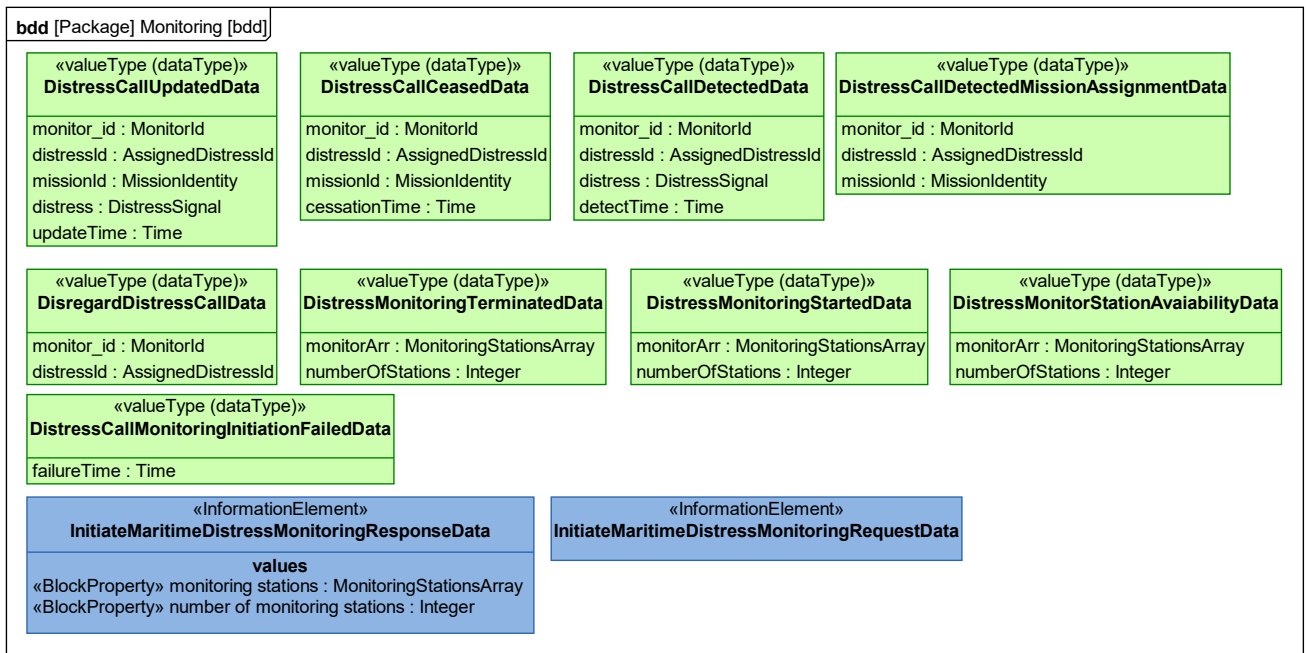 bdd [Package] Monitoring [bdd]
«valueType (dataType)»
DistressCallUpdatedData
monitor_id : MonitorId
distressId : AssignedDistressId
missionId : MissionIdentity
distress : DistressSignal
updateTime : Time
«valueType (dataType)»
DistressCallCeasedData
monitor_id : MonitorId
distressId : AssignedDistressId
missionId : MissionIdentity
cessationTime : Time
«valueType (dataType)»
DistressCallDetectedData
monitor_id : MonitorId
distressId : AssignedDistressId
distress : DistressSignal
detectTime : Time
«valueType (dataType)»
DistressCallDetectedMissionAssignmentData
monitor_id : MonitorId
distressId : AssignedDistressId
missionId : MissionIdentity
«valueType (dataType)»
DisregardDistressCallData
monitor_id : MonitorId
distressId : AssignedDistressId
«valueType (dataType)»
DistressMonitoringTerminatedData
monitorArr : MonitoringStationsArray
numberOfStations : Integer
«valueType (dataType)»
DistressMonitoringStartedData
monitorArr : MonitoringStationsArray
numberOfStations : Integer
«valueType (dataType)»
DistressMonitorStationAvaiabilityData
monitorArr : MonitoringStationsArray
numberOfStations : Integer
«valueType (dataType)»
DistressCallMonitoringInitiationFailedData
failureTime : Time
«InformationElement»
InitiateMaritimeDistressMonitoringResponseData
values
«BlockProperty» monitoring stations : MonitoringStationsArray
«BlockProperty» number of monitoring stations : Integer
«InformationElement»
InitiateMaritimeDistressMonitoringRequestData